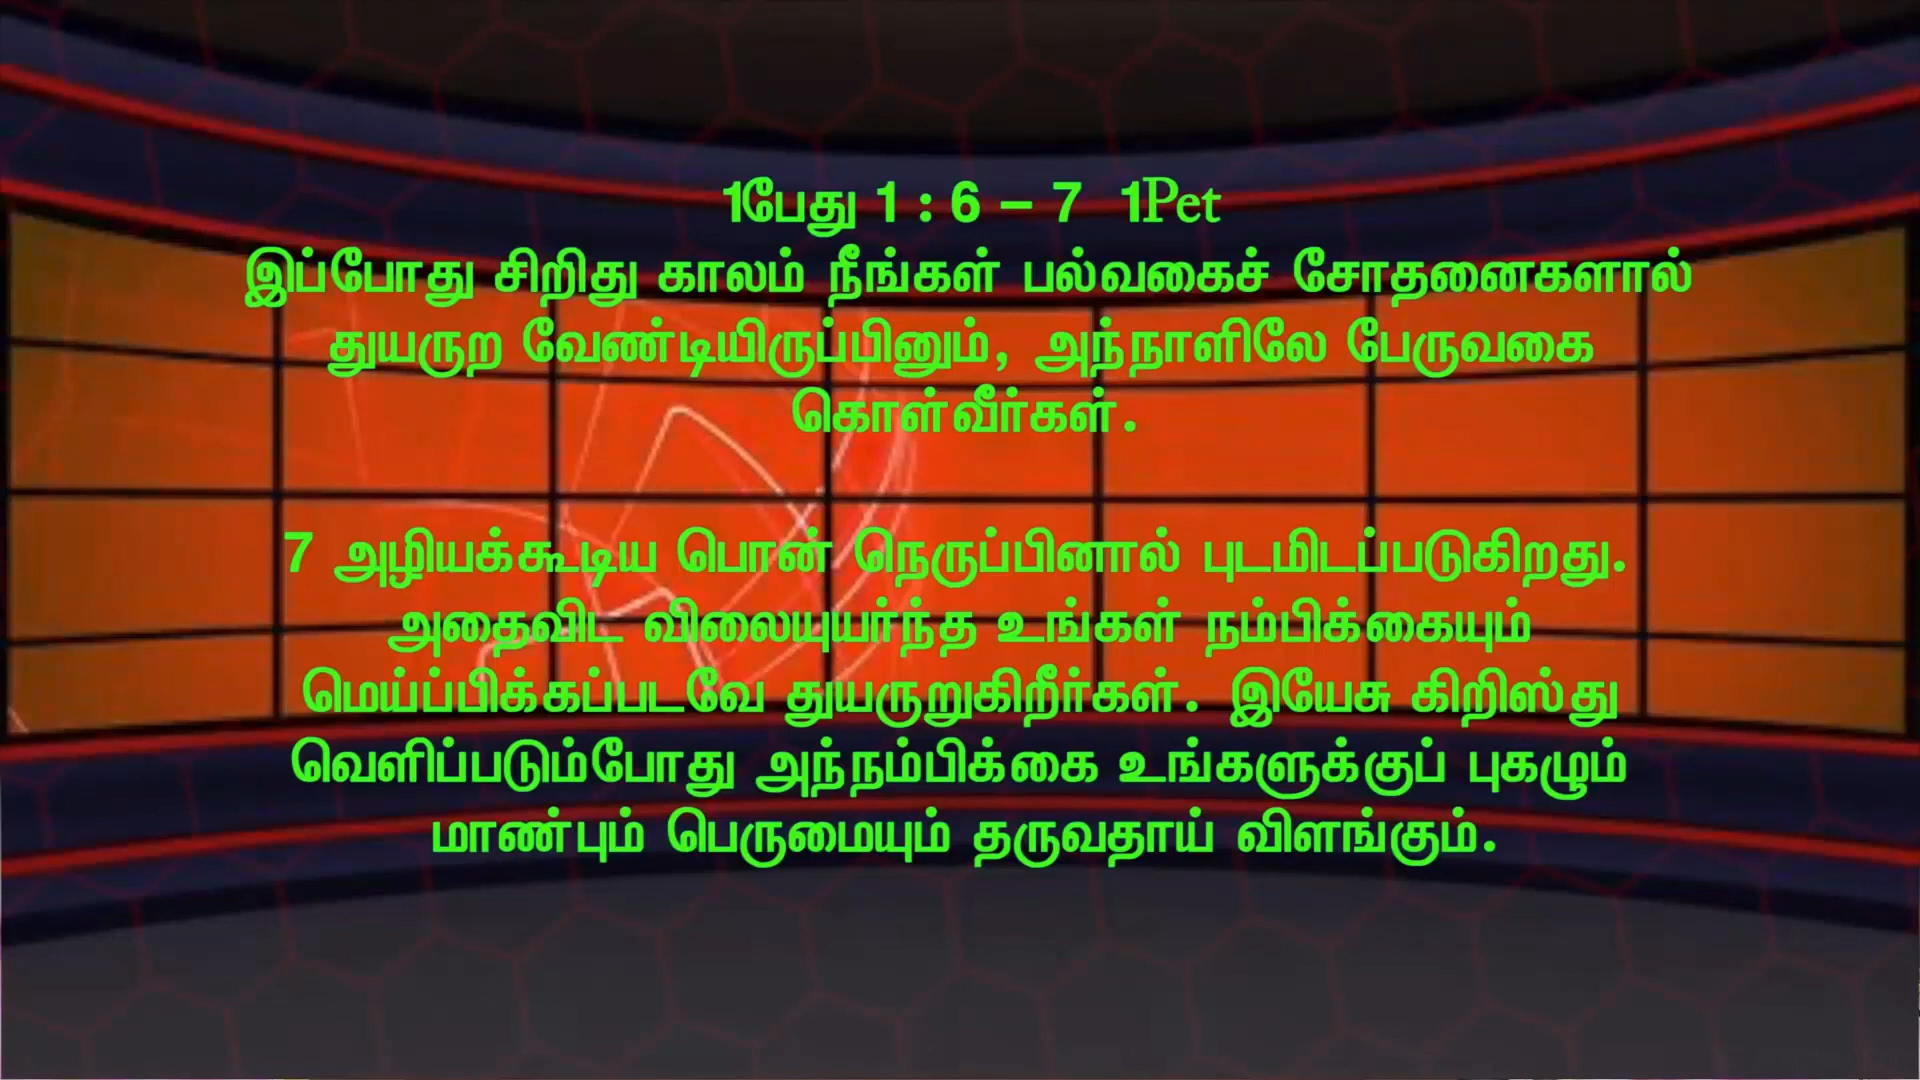 1பேது 1 : 6 – 7 1Pet
இப்போது சிறிது காலம் நீங்கள் பல்வகைச் சோதனைகளால்
துயருற வேண்டியிருப்பினும், அந்நாளிலே பேருவகை
கொள்வீர்கள்.
7 அழியக்கூடிய பொன் நெருப்பினால் புடமிடப்படுகிறது.
அதைவிட விலையுயர்ந்த உங்கள் நம்பிக்கையும்
மெய்ப்பிக்கப்படவே துயருறுகிறீர்கள். இயேசு கிறிஸ்து
வெளிப்படும்போது அந்நம்பிக்கை உங்களுக்குப் புகழும்
மாண்பும் பெருமையும் தருவதாய் விளங்கும்.